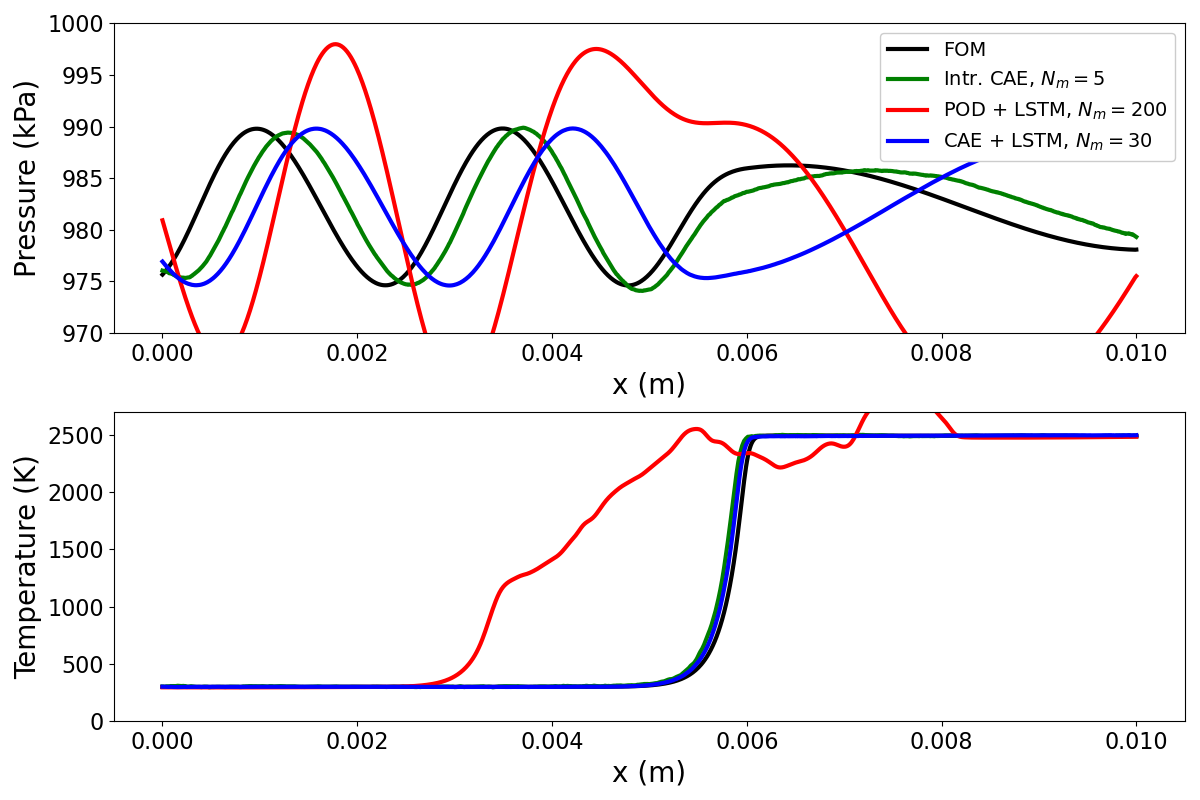 1000
995
990
985
980
975
970
Pressure (kPa)
FOM
Intr. CAE, $N_m = 5$
POD + LSTM, $N_m = 200$
CAE + LSTM, $N_m = 30$
0.000 0.002 0.004 0.006 0.008 0.010
x (m)
2500
2000
1500
1000
500
0
Temperature (K)
0.000 0.002 0.004 0.006 0.008 0.010
x (m)